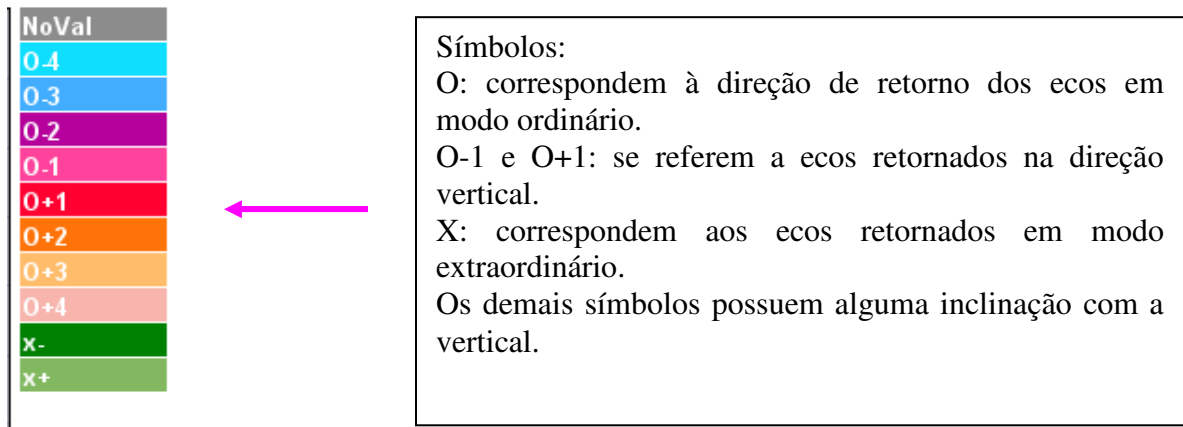 NoVal
O-4
O-3
O-2
O-1
O+1
O+2
O+3
O+4
x-
x+
Símbolos:
O: correspondem à direção de retorno dos ecos em
modo ordinário.
O-1 e O+1: se referem a ecos retornados na direção
vertical.
X: correspondem aos ecos retornados em modo
extraordinário.
Os demais símbolos possuem alguma inclinação com a
vertical.